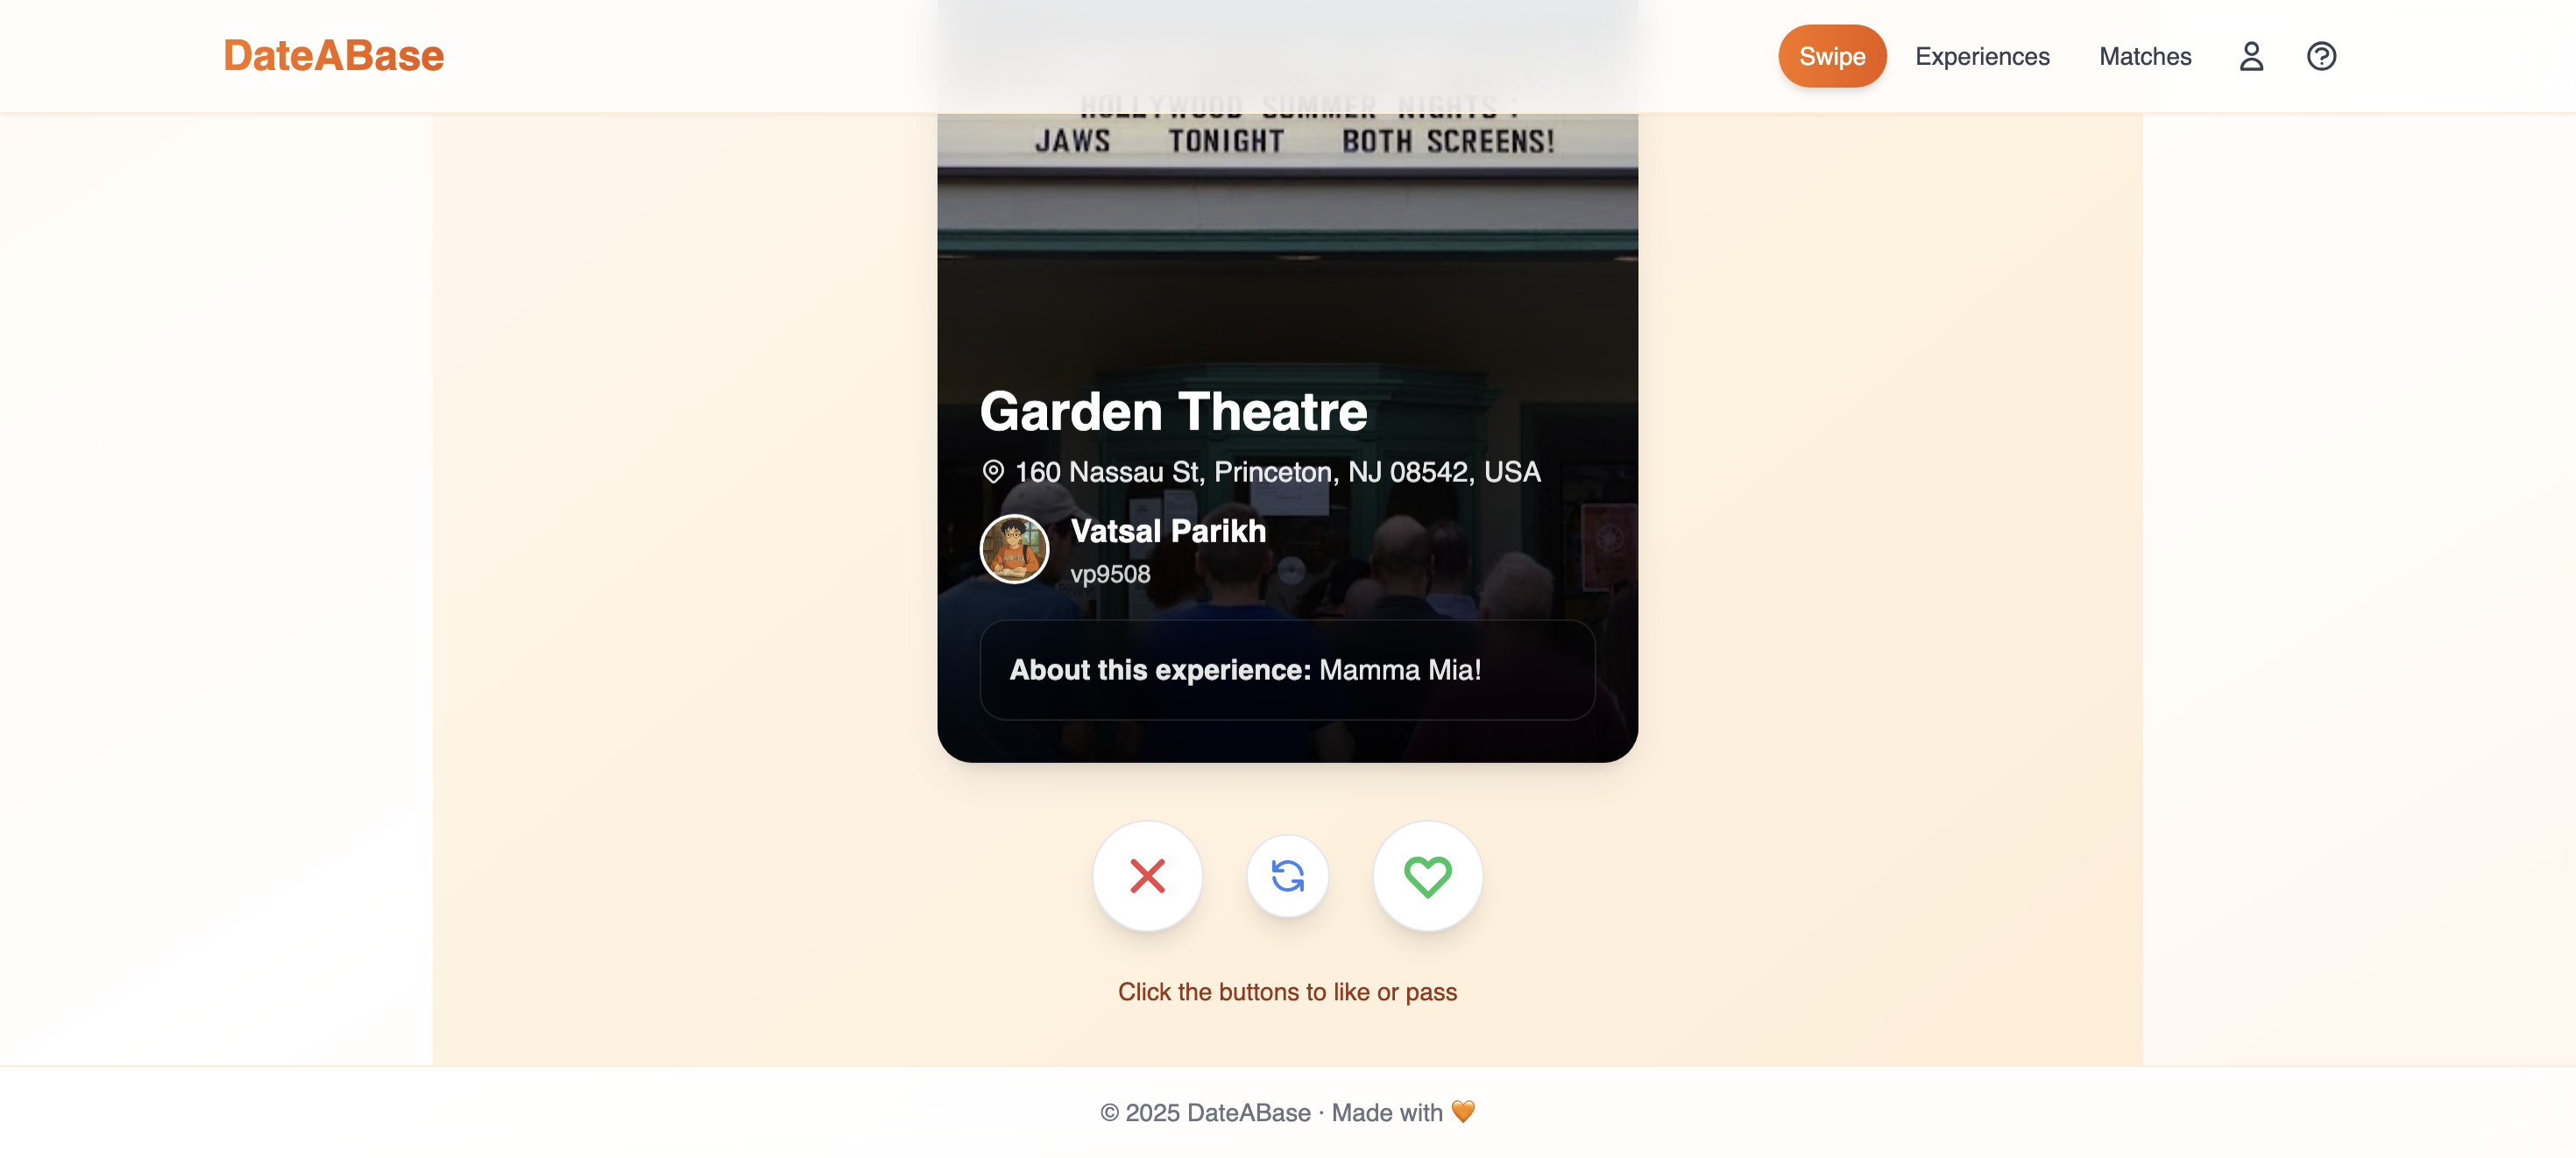 DateABase
Swipe
Experiences
Matches
HOLLYWOOD SUMMER NIGHTS
JAWS TONIGHT BOTH SCREENS!
Garden Theatre
160 Nassau St, Princeton, NJ 08542, USA
Vatsal Parikh
vp9508
About this experience: Mamma Mia!
Click the buttons to like or pass
© 2025 DateABase · Made with 🧡